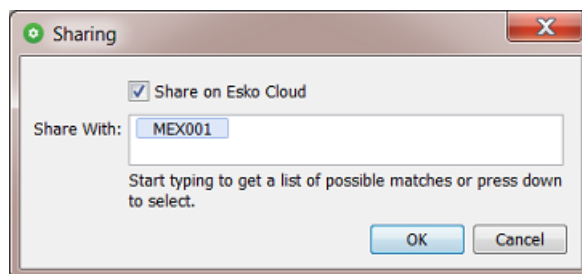 Sharing
Share on Esko Cloud
Share With: MEX001
Start typing to get a list of possible matches or press down
to select.
OK Cancel